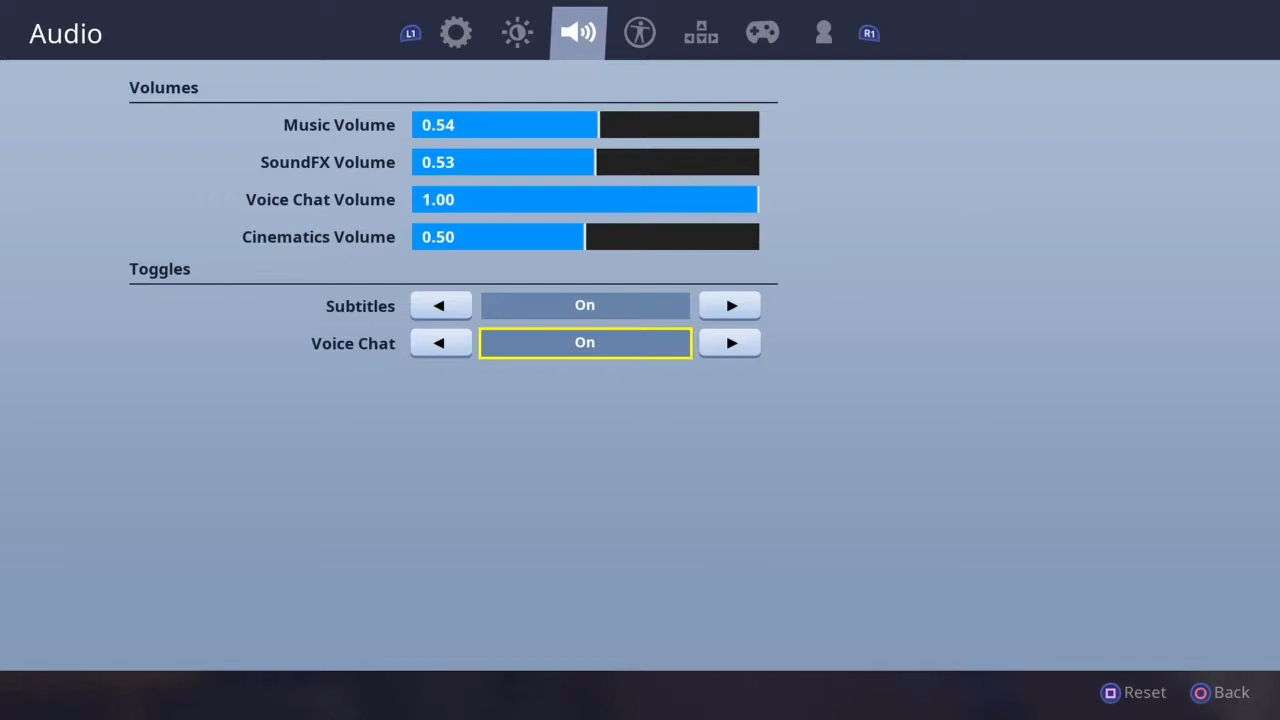 Audio
L1
R1
Volumes
Music Volume 0.54
SoundFX Volume 0.53
Voice Chat Volume 1.00
Cinematics Volume 0.50
Toggles
Subtitles ◀ On ▶
Voice Chat ◀ On ▶
Reset Back